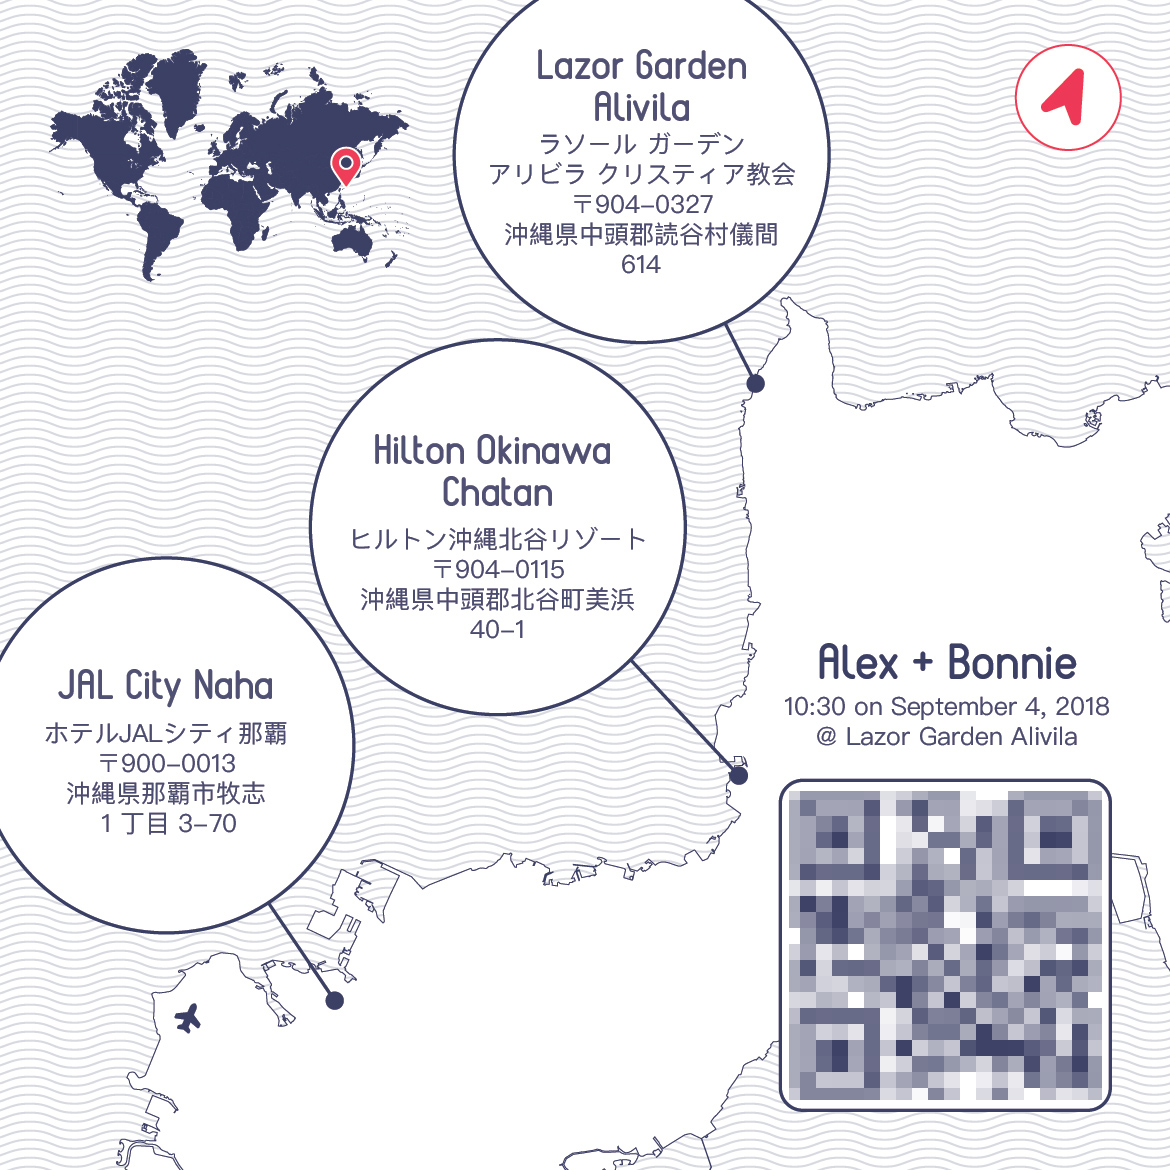 Lazor Garden
Alivila
ラソール ガーデン
アリビラ クリスティア教会
〒904-0327
沖縄県中頭郡読谷村儀間
614
Hilton Okinawa
Chatan
ヒルトン沖縄北谷リゾート
〒904-0115
沖縄県中頭郡北谷町美浜
40-1
JAL City Naha
ホテルJALシティ那覇
〒900-0013
沖縄県那覇市牧志
1 丁目 3-70
Alex + Bonnie
10:30 on September 4, 2018
@ Lazor Garden Alivila